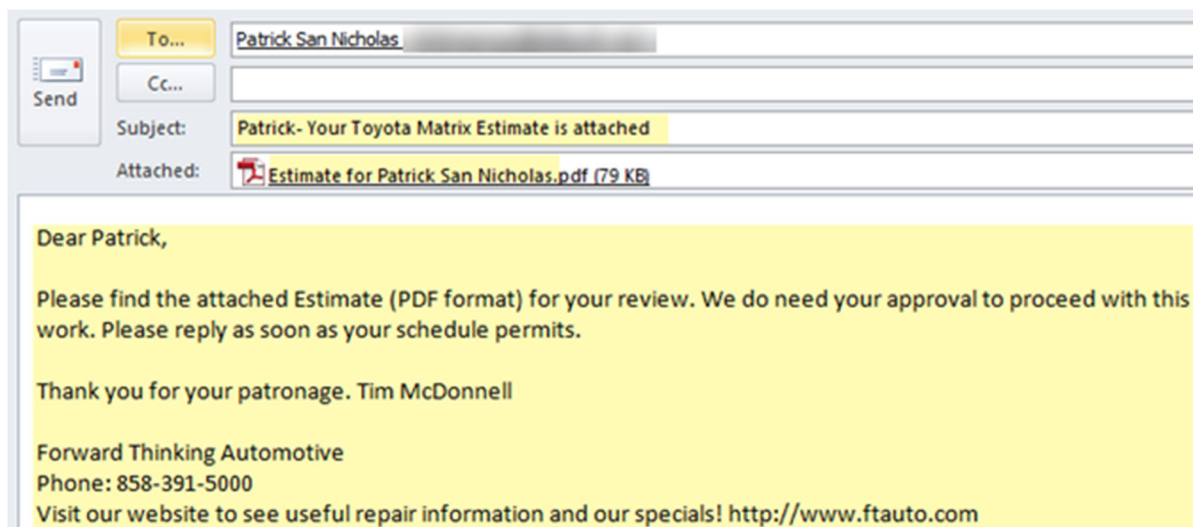 To...
Patrick San Nicholas
Cc...
Send
Subject:
Patrick- Your Toyota Matrix Estimate is attached
Attached:
Estimate for Patrick San Nicholas.pdf (79 KB)
Dear Patrick,
Please find the attached Estimate (PDF format) for your review. We do need your approval to proceed with this
work. Please reply as soon as your schedule permits.
Thank you for your patronage. Tim McDonnell
Forward Thinking Automotive
Phone: 858-391-5000
Visit our website to see useful repair information and our specials! http://www.ftauto.com